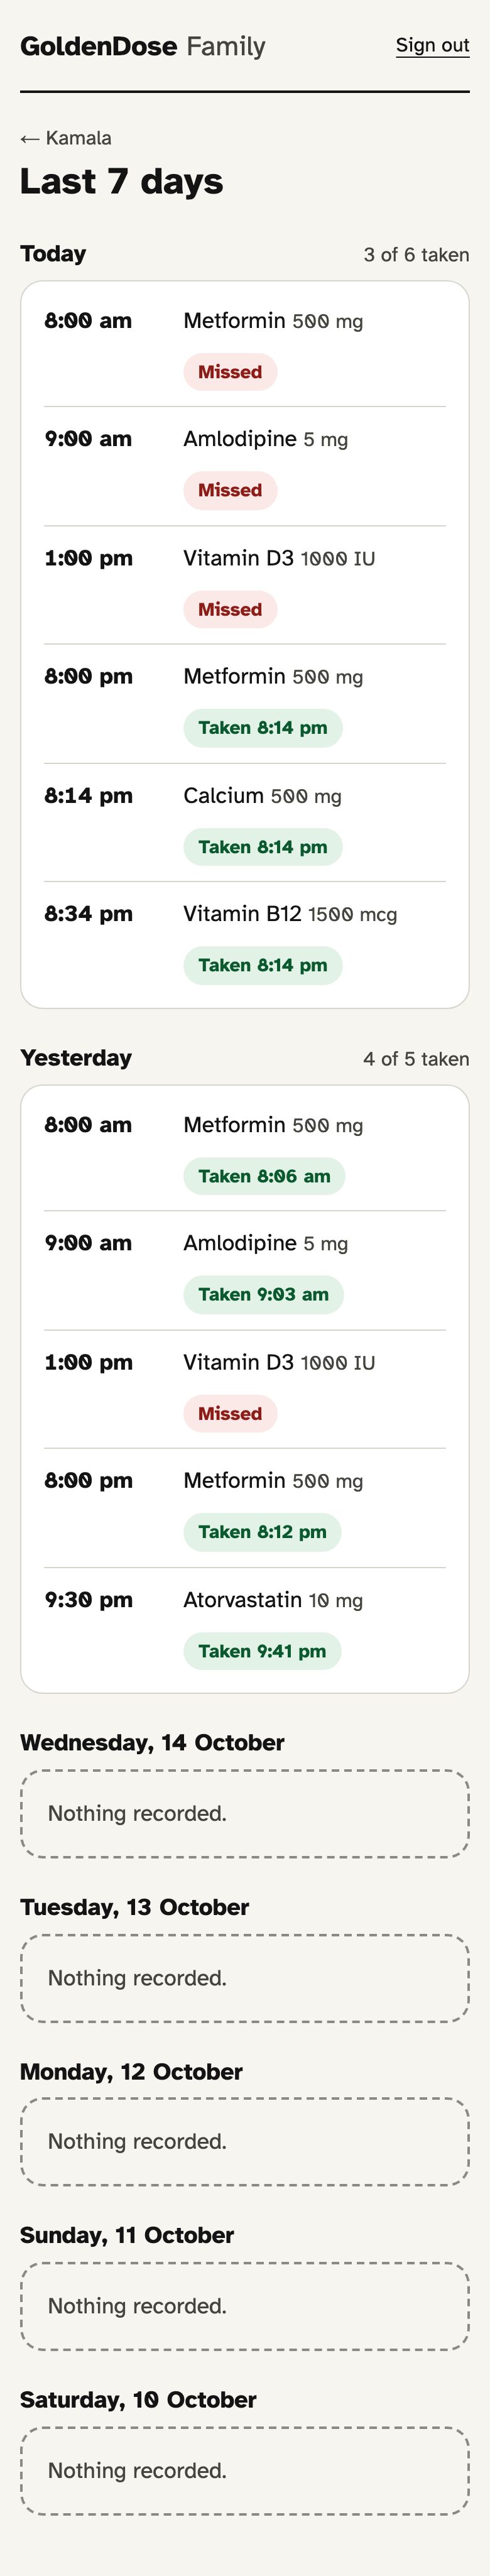 GoldenDose Family
Sign out
← Kamala
Last 7 days
Today
3 of 6 taken
8:00 am
Metformin 500 mg
Missed
9:00 am
Amlodipine 5 mg
Missed
1:00 pm
Vitamin D3 1000 IU
Missed
8:00 pm
Metformin 500 mg
Taken 8:14 pm
8:14 pm
Calcium 500 mg
Taken 8:14 pm
8:34 pm
Vitamin B12 1500 mcg
Taken 8:14 pm
Yesterday
4 of 5 taken
8:00 am
Metformin 500 mg
Taken 8:06 am
9:00 am
Amlodipine 5 mg
Taken 9:03 am
1:00 pm
Vitamin D3 1000 IU
Missed
8:00 pm
Metformin 500 mg
Taken 8:12 pm
9:30 pm
Atorvastatin 10 mg
Taken 9:41 pm
Wednesday, 14 October
Nothing recorded.
Tuesday, 13 October
Nothing recorded.
Monday, 12 October
Nothing recorded.
Sunday, 11 October
Nothing recorded.
Saturday, 10 October
Nothing recorded.